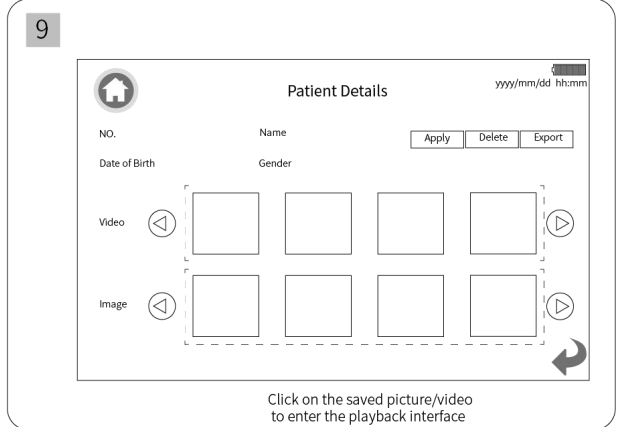 9
Patient Details
yyyy/mm/dd hh:mm
NO.
Name
Apply
Delete
Export
Date of Birth
Gender
Video
Image
Click on the saved picture/video
to enter the playback interface